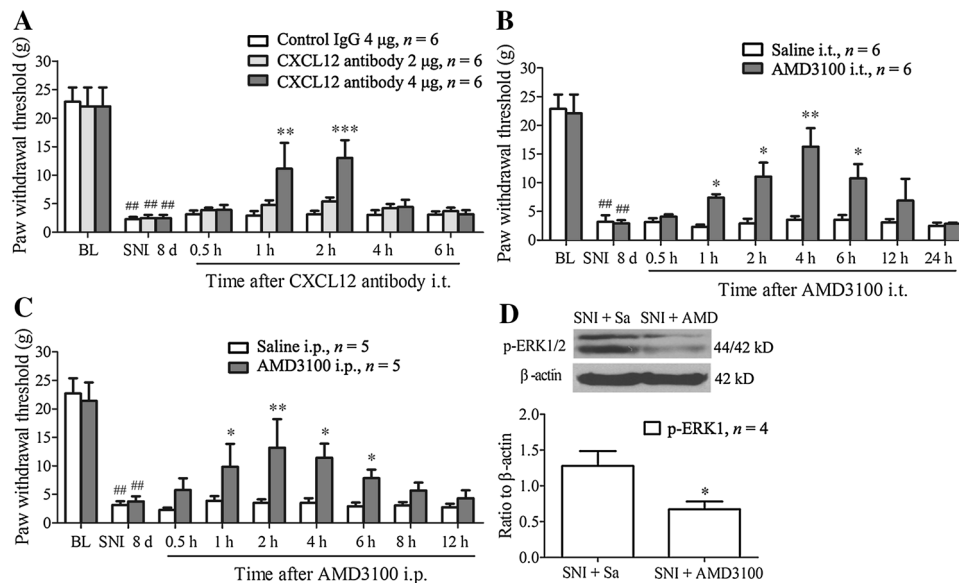 A
Control IgG 4 μg, n = 6
CXCL12 antibody 2 μg, n = 6
CXCL12 antibody 4 μg, n = 6
Paw withdrawal threshold (g)
30
25
20
15
10
5
0
## ## ##
**
***
BL SNI 8 d 0.5 h 1 h 2 h 4 h 6 h
Time after CXCL12 antibody i.t.
B
Saline i.t., n = 6
AMD3100 i.t., n = 6
Paw withdrawal threshold (g)
30
25
20
15
10
5
0
## ##
*
*
**
*
BL SNI 8 d 0.5 h 1 h 2 h 4 h 6 h 12 h 24 h
Time after AMD3100 i.t.
C
Saline i.p., n = 5
AMD3100 i.p., n = 5
Paw withdrawal threshold (g)
30
25
20
15
10
5
0
## ##
*
**
*
*
BL SNI 8 d 0.5 h 1 h 2 h 4 h 6 h 8 h 12 h
Time after AMD3100 i.p.
D
SNI + Sa SNI + AMD
p-ERK1/2 44/42 kD
β-actin 42 kD
p-ERK1, n = 4
Ratio to β-actin
2.0
1.5
1.0
0.5
0.0
*
SNI + Sa SNI + AMD3100